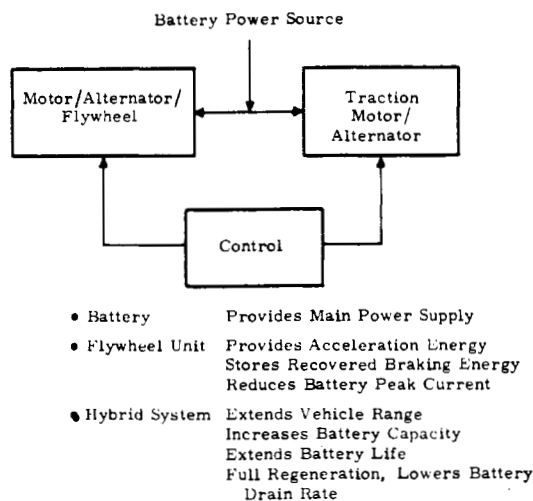 Battery Power Source
Motor/Alternator/
Flywheel
Traction
Motor/
Alternator
Control
• Battery Provides Main Power Supply
• Flywheel Unit Provides Acceleration Energy
Stores Recovered Braking Energy
Reduces Battery Peak Current
• Hybrid System Extends Vehicle Range
Increases Battery Capacity
Extends Battery Life
Full Regeneration, Lowers Battery
Drain Rate